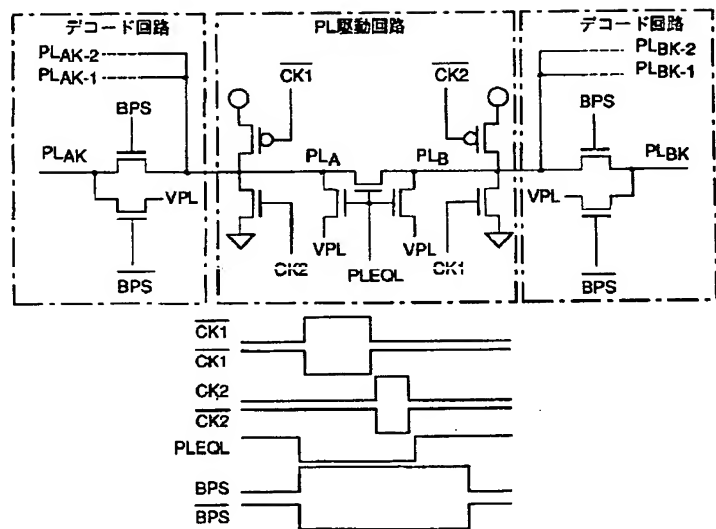 デコード回路
PL駆動回路
デコード回路
PLAK-2
PLAK-1
BPS
PLAK
VPL
BPS
CK1
CK2
PLA
PLB
VPL
VPL
CK2
PLEQL
CK1
PLBK-2
PLBK-1
BPS
PLBK
VPL
BPS
CK1
CK1
CK2
CK2
PLEQL
BPS
BPS